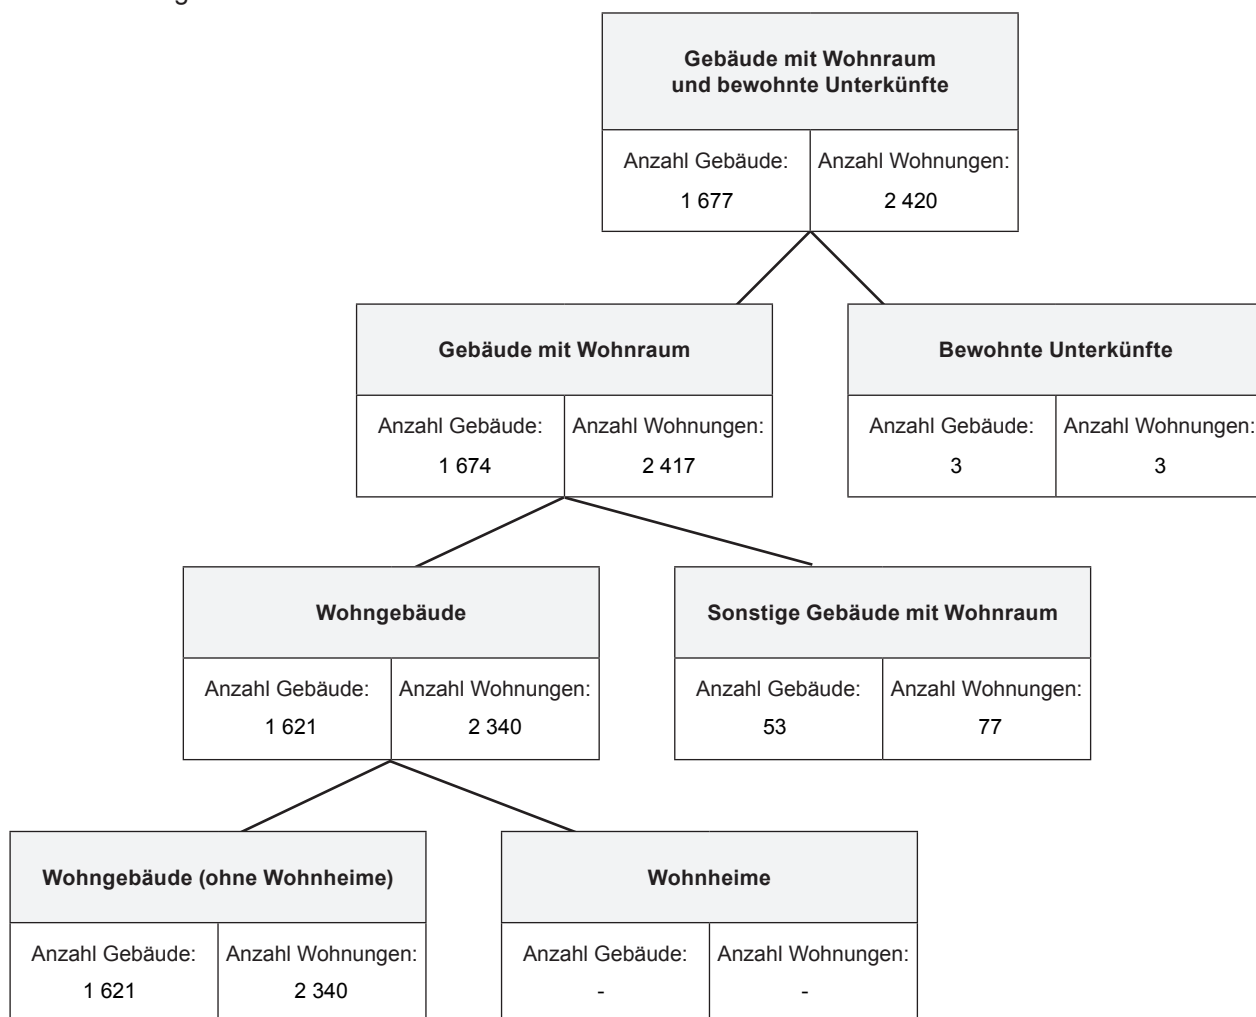 Gebäude mit Wohnraum
und bewohnte Unterkünfte
Anzahl Gebäude: Anzahl Wohnungen:
1 677 2 420
Gebäude mit Wohnraum
Anzahl Gebäude: Anzahl Wohnungen:
1 674 2 417
Bewohnte Unterkünfte
Anzahl Gebäude: Anzahl Wohnungen:
3 3
Wohngebäude
Anzahl Gebäude: Anzahl Wohnungen:
1 621 2 340
Sonstige Gebäude mit Wohnraum
Anzahl Gebäude: Anzahl Wohnungen:
53 77
Wohngebäude (ohne Wohnheime)
Anzahl Gebäude: Anzahl Wohnungen:
1 621 2 340
Wohnheime
Anzahl Gebäude: Anzahl Wohnungen:
- -